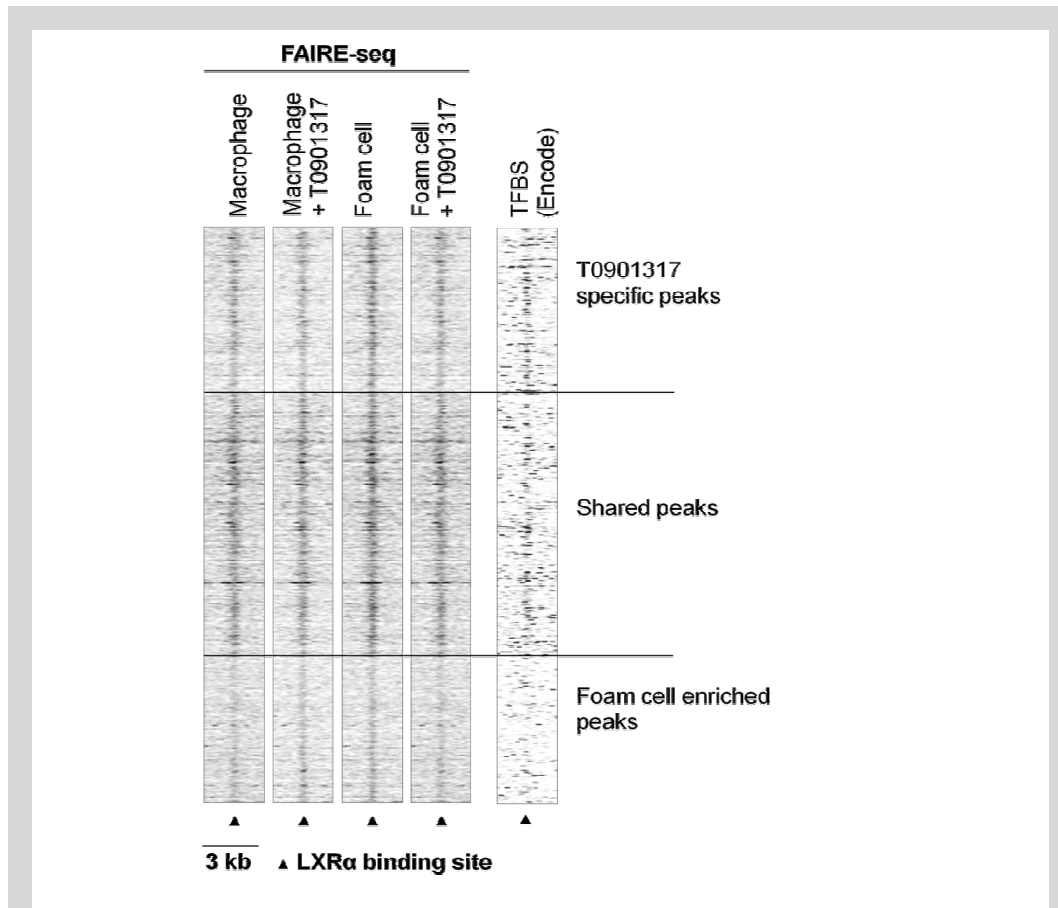 FAIRE-seq
Macrophage
Macrophage
+ T0901317
Foam cell
Foam cell
+ T0901317
TFBS
(Encode)
T0901317
specific peaks
Shared peaks
Foam cell enriched
peaks
3 kb ▲ LXRα binding site